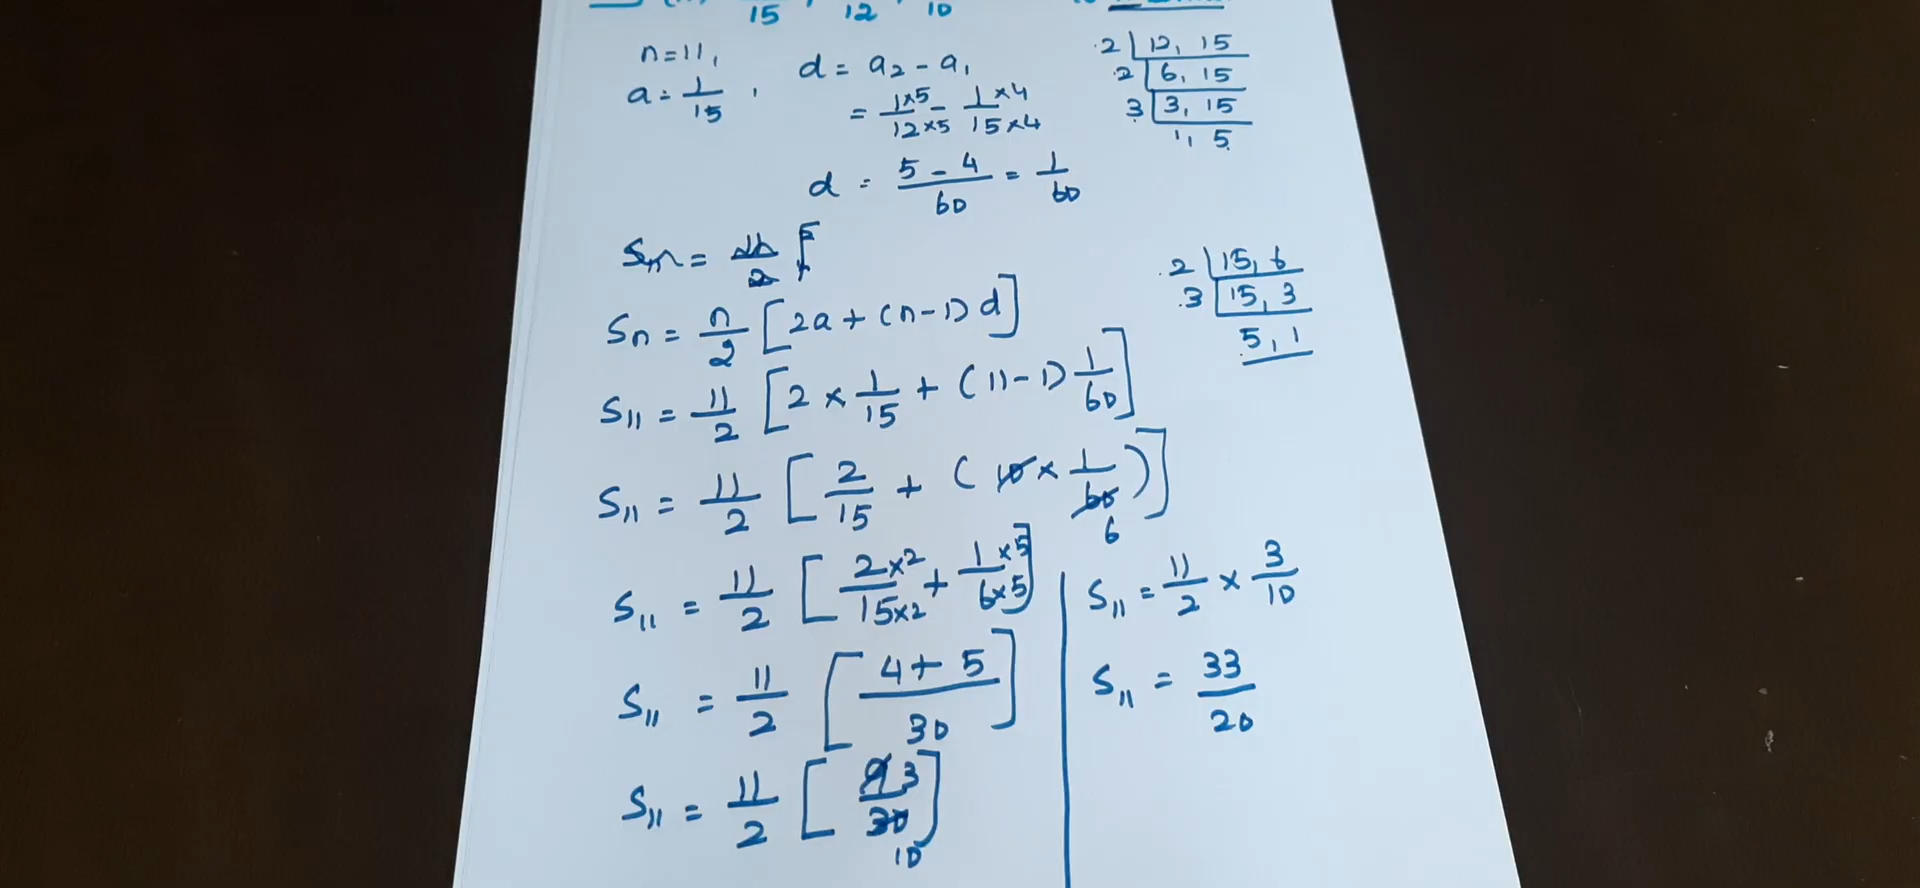 15 , 12 , 10
n=11,
a = 1/15 ,
d = a₂ - a₁
= 1×5/12×5 - 1×4/15×4
d = 5-4/60 = 1/60
2 | 12, 15
2 | 6, 15
3 | 3, 15
1, 5
Sn = n/2 [2a + (n-1) d]
S₁₁ = 11/2 [2 × 1/15 + (11-1) 1/60]
S₁₁ = 11/2 [2/15 + (10 × 1/60)]
6
S₁₁ = 11/2 [2×2/15×2 + 1×5/6×5]
S₁₁ = 11/2 [4+5/30]
S₁₁ = 11/2 [9 3/30]
10
2 | 15, 6
3 | 15, 3
5, 1
S₁₁ = 11/2 × 3/10
S₁₁ = 33/20